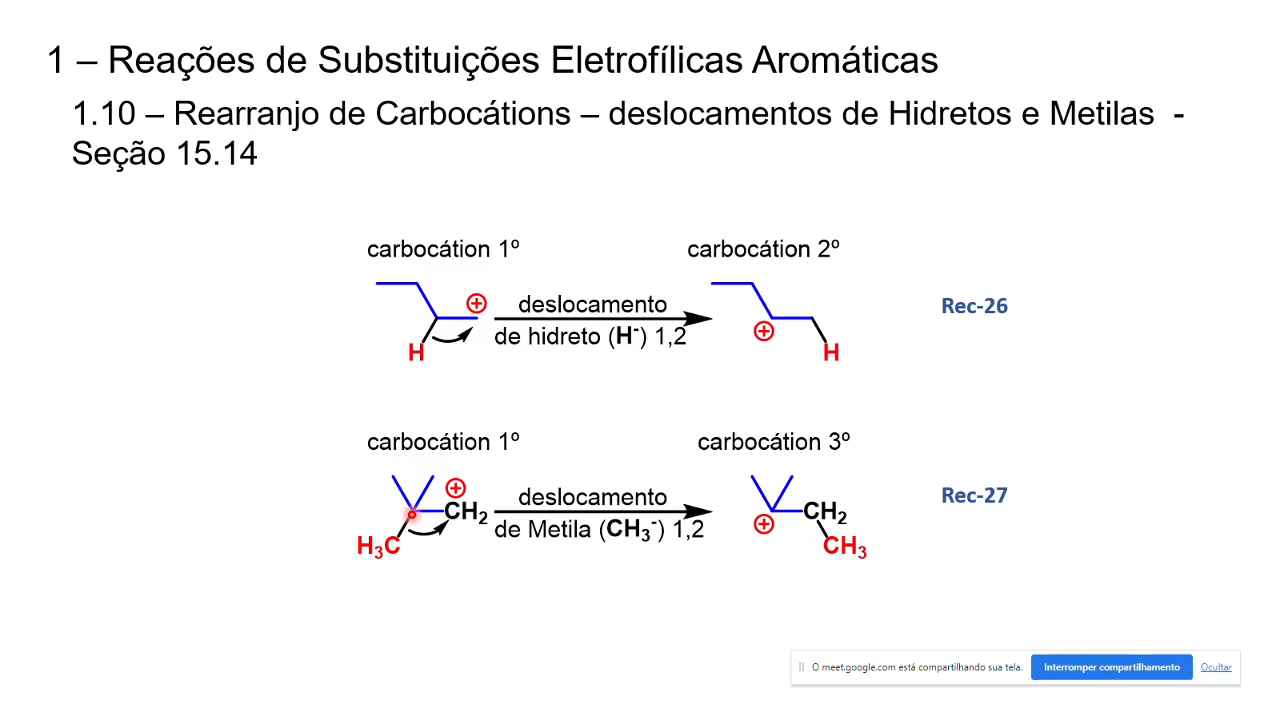 1 – Reações de Substituições Eletrofílicas Aromáticas
1.10 – Rearranjo de Carbocátions – deslocamentos de Hidretos e Metilas -
Seção 15.14
carbocátion 1º
carbocátion 2º
⊕
deslocamento
de hidreto (H⁻) 1,2
H
⊕
H
Rec-26
carbocátion 1º
carbocátion 3º
⊕
CH₂
H₃C
deslocamento
de Metila (CH₃⁻) 1,2
⊕
CH₂
CH₃
Rec-27
O meet.google.com está compartilhando sua tela.
Interromper compartilhamento
Ocultar